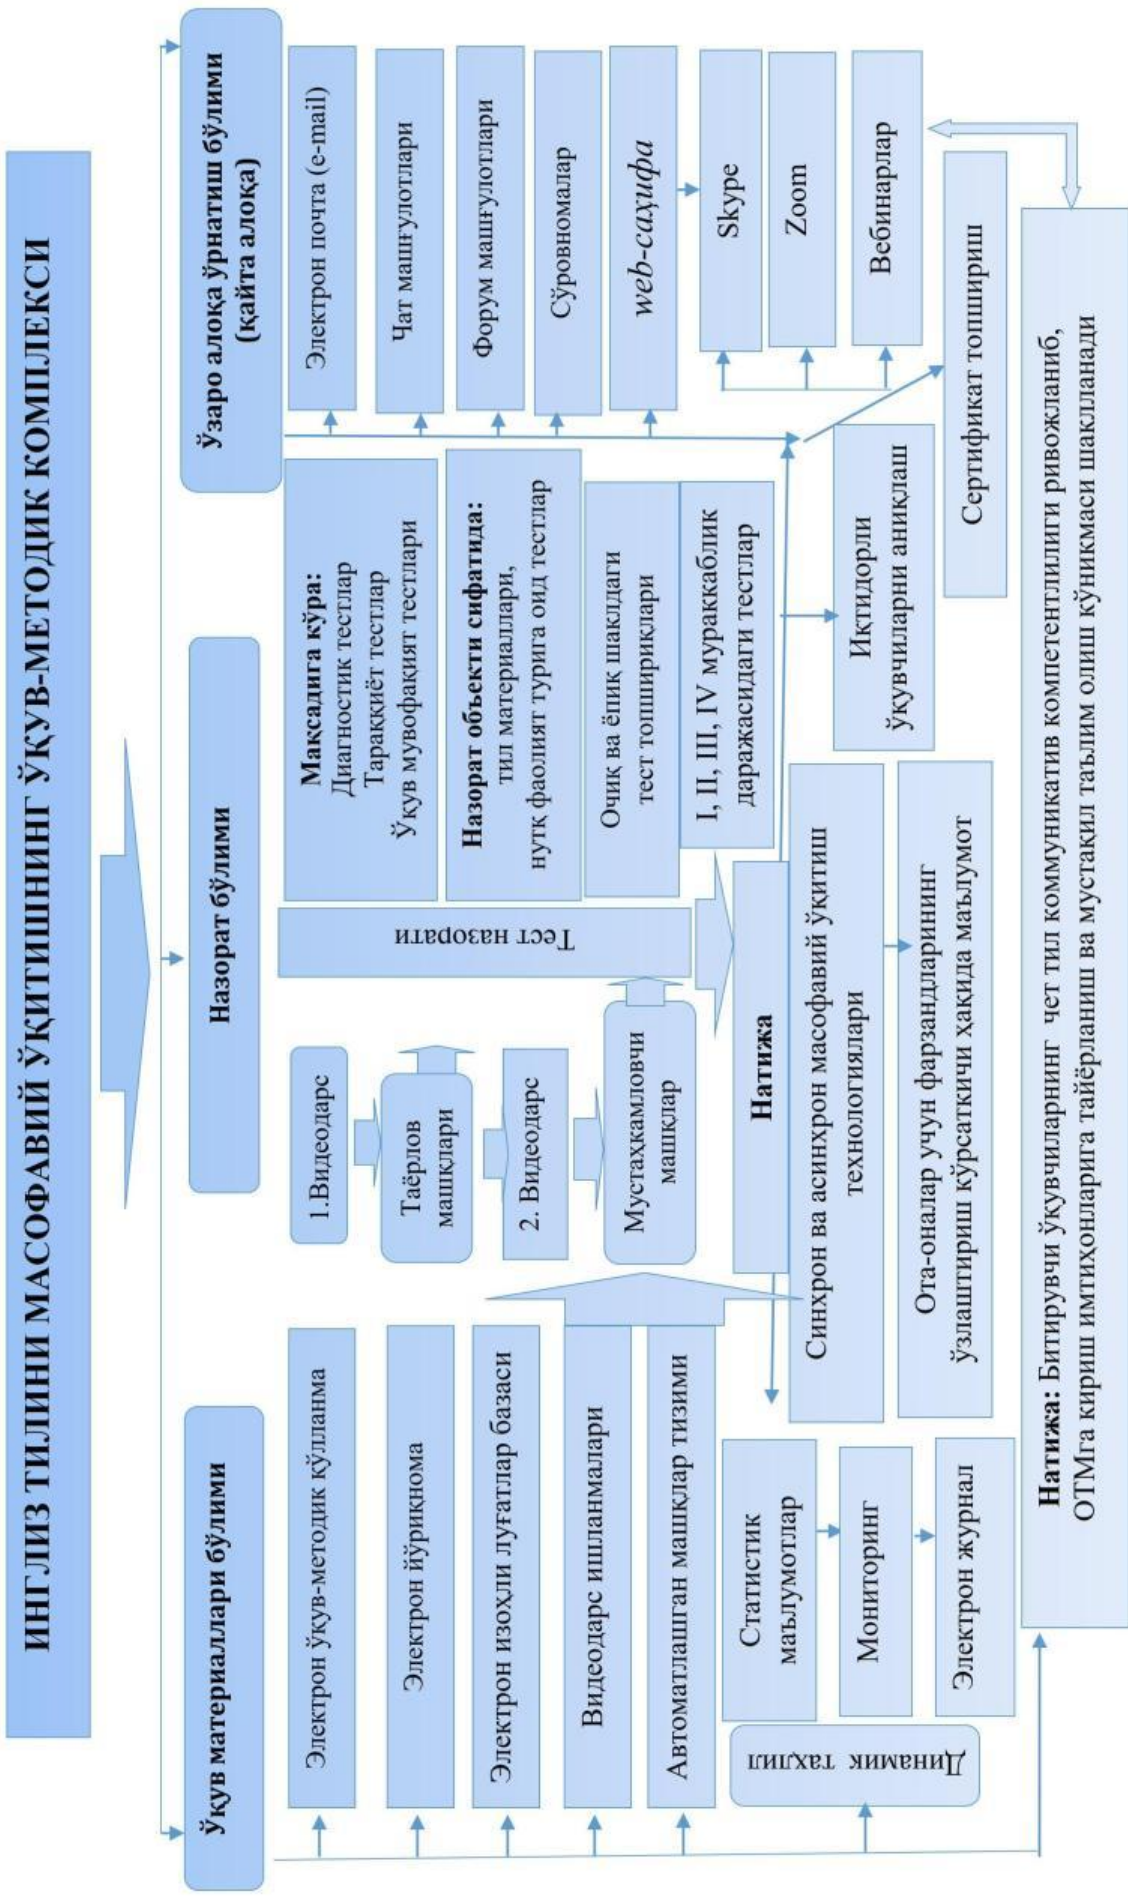 ИНГЛИЗ ТИЛИНИ МАСОФАВИЙ ЎҚИТИШНИНГ ЎҚУВ-МЕТОДИК КОМПЛЕКСИ
Ўқув материаллари бўлими
Электрон ўқув-методик қўлланма
Электрон йўриқнома
Электрон изоҳли луғатлар базаси
Видеодарс ишланмалари
Автоматлашган машқлар тизими
Динамик таҳлил
Статистик
маълумотлар
Мониторинг
Электрон журнал
Назорат бўлими
1.Видеодарс
Таёрлов
машқлари
2. Видеодарс
Мустаҳкамловчи
машқлар
Тест назорати
Мақсадига кўра:
Диагностик тестлар
Тараққиёт тестлар
Ўқув мувофақият тестлари
Назорат объекти сифатида:
тил материаллари,
нутқ фаолият турига оид тестлар
Очиқ ва ёпиқ шаклдаги
тест топшириқлари
I, II, III, IV мураккаблик
даражасидаги тестлар
Натижа
Синхрон ва асинхрон масофавий ўқитиш
технологиялари
Ота-оналар учун фарзандларининг
ўзлаштириш кўрсаткичи ҳақида маълумот
Иқтидорли
ўқувчиларни аниқлаш
Ўзаро алоқа ўрнатиш бўлими
(қайта алоқа)
Электрон почта (e-mail)
Чат машғулотлари
Форум машғулотлари
Сўровномалар
web-саҳифа
Skype
Zoom
Вебинарлар
Сертификат топшириш
Натижа: Битирувчи ўқувчиларнинг чет тил коммуникатив компетентлилиги ривожланиб,
ОТМга кириш имтиҳонларига тайёрланиш ва мустақил таълим олиш кўникмаси шаклланади